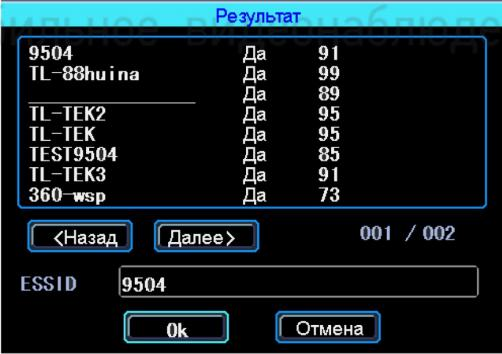 Результат
9504 Да 91
TL-88huina Да 99
______________ Да 89
TL-TEK2 Да 95
TL-TEK Да 95
TEST9504 Да 85
TL-TEK3 Да 91
360-wsp Да 73
<Назад Далее> 001 / 002
ESSID 9504
Ok Отмена